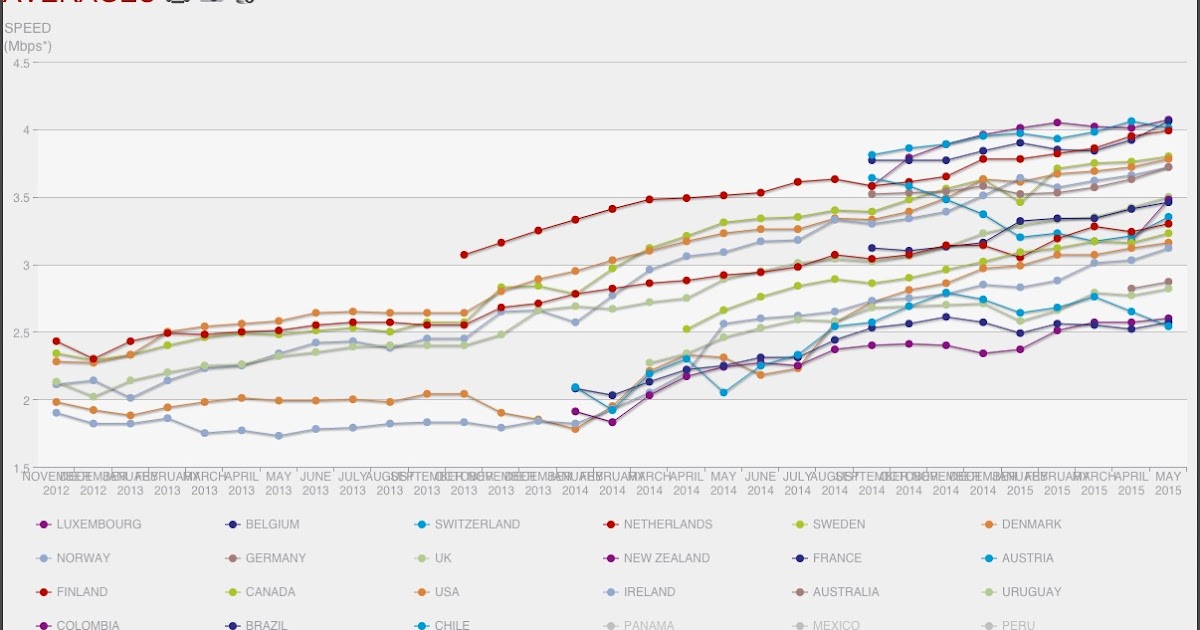 AVERAGES
SPEED
(Mbps*)
4.5
4
3.5
3
2.5
2
1.5
NOVEMBER DECEMBER JANUARY FEBRUARY MARCH APRIL MAY JUNE JULY AUGUST SEPTEMBER OCTOBER NOVEMBER DECEMBER JANUARY FEBRUARY MARCH APRIL MAY JUNE JULY AUGUST SEPTEMBER OCTOBER NOVEMBER DECEMBER JANUARY FEBRUARY MARCH APRIL MAY
2012 2012 2013 2013 2013 2013 2013 2013 2013 2013 2013 2013 2013 2013 2014 2014 2014 2014 2014 2014 2014 2014 2014 2014 2014 2014 2015 2015 2015 2015 2015
LUXEMBOURG BELGIUM SWITZERLAND NETHERLANDS SWEDEN DENMARK
NORWAY GERMANY UK NEW ZEALAND FRANCE AUSTRIA
FINLAND CANADA USA IRELAND AUSTRALIA URUGUAY
COLOMBIA BRAZIL CHILE PANAMA MEXICO PERU